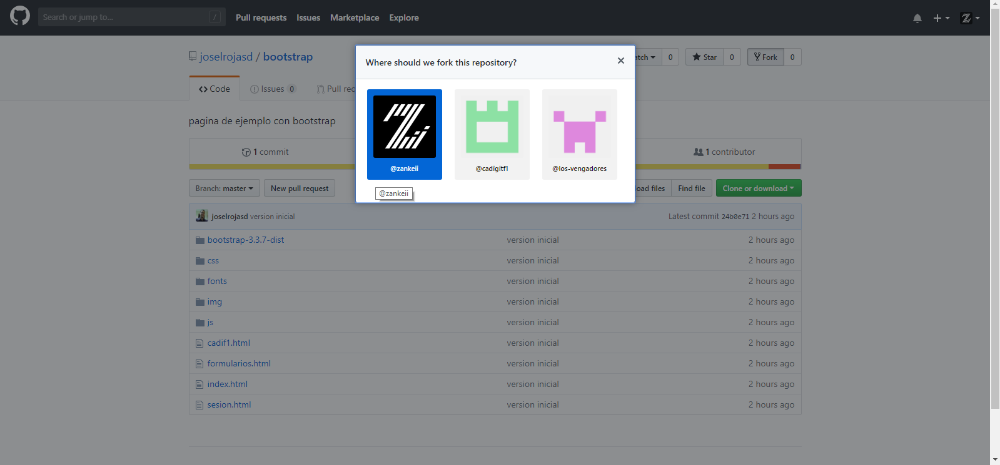 Search or jump to... /
Pull requests Issues Marketplace Explore
joselrojasd / bootstrap
atch 0 Star 0 Fork 0
Where should we fork this repository?
Code Issues 0 Pull req
@zankeii @cadigitf1 @los-vengadores
@zankeii
pagina de ejemplo con bootstrap
1 commit 1 contributor
Branch: master New pull request oad files Find file Clone or download
joselrojasd version inicial Latest commit 24b0e71 2 hours ago
bootstrap-3.3.7-dist version inicial 2 hours ago
css version inicial 2 hours ago
fonts version inicial 2 hours ago
img version inicial 2 hours ago
js version inicial 2 hours ago
cadif1.html version inicial 2 hours ago
formularios.html version inicial 2 hours ago
index.html version inicial 2 hours ago
sesion.html version inicial 2 hours ago